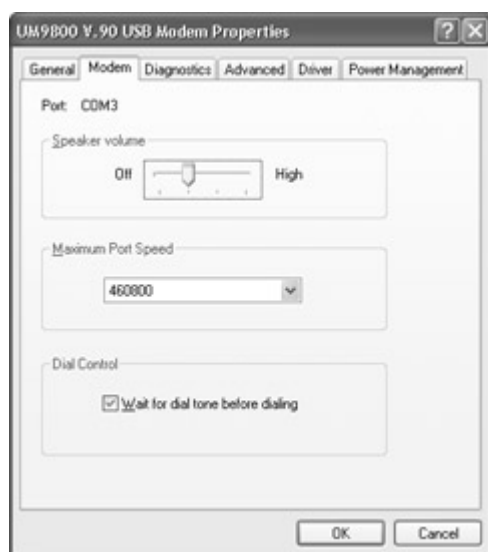 UM9800 V.90 USB Modem Properties
General Modem Diagnostics Advanced Driver Power Management
Port: COM3
Speaker volume
Off High
Maximum Port Speed
460800
Dial Control
Wait for dial tone before dialing
OK Cancel